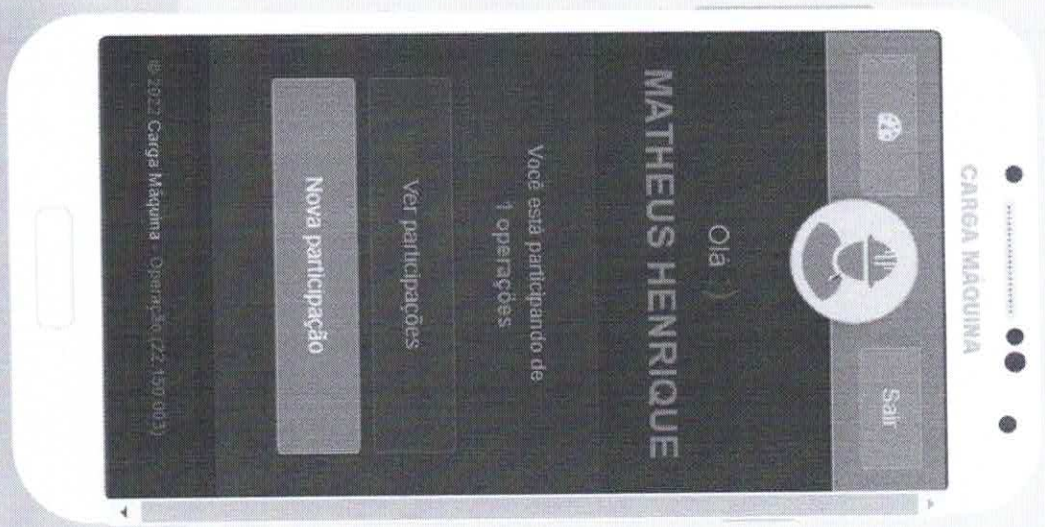 CARGA MÁQUINA
Sair
Olá :)
MATHEUS HENRIQUE
Você está participando de
1 operações
Ver participações
Nova participação
© 2022 Carga Máquina Operação (22.150.003)